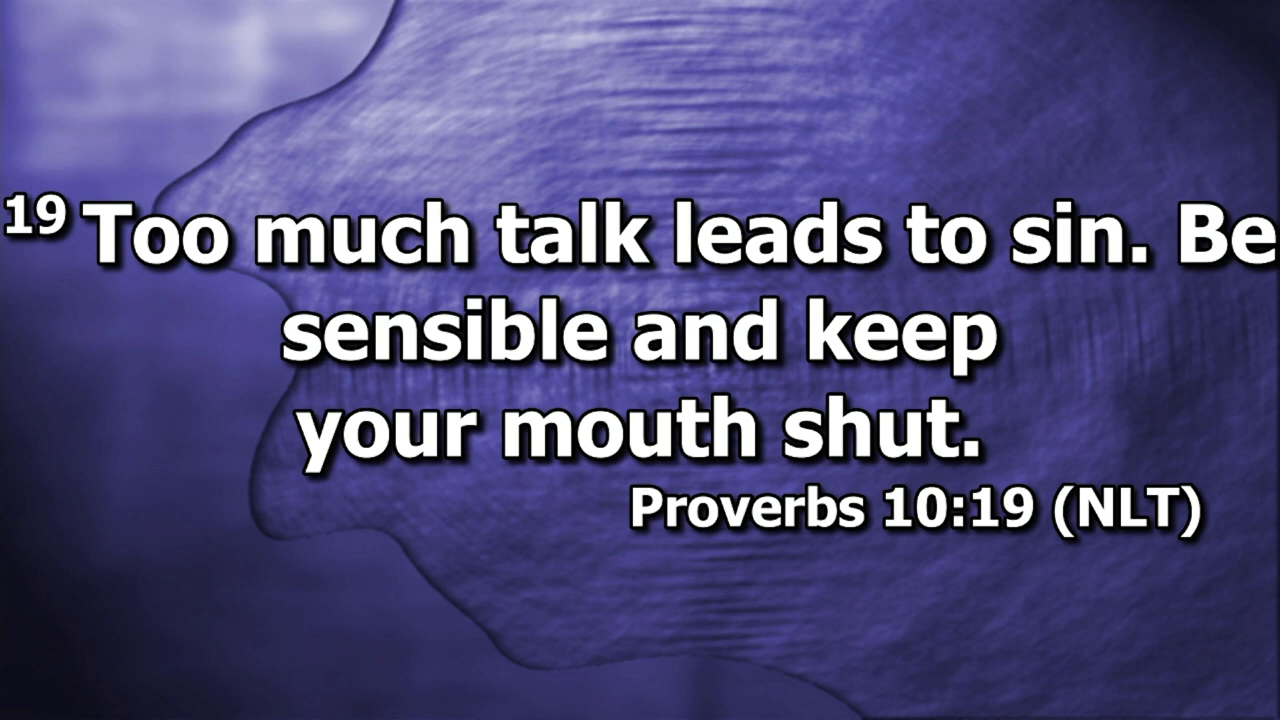 19 Too much talk leads to sin. Be
sensible and keep
your mouth shut.
Proverbs 10:19 (NLT)